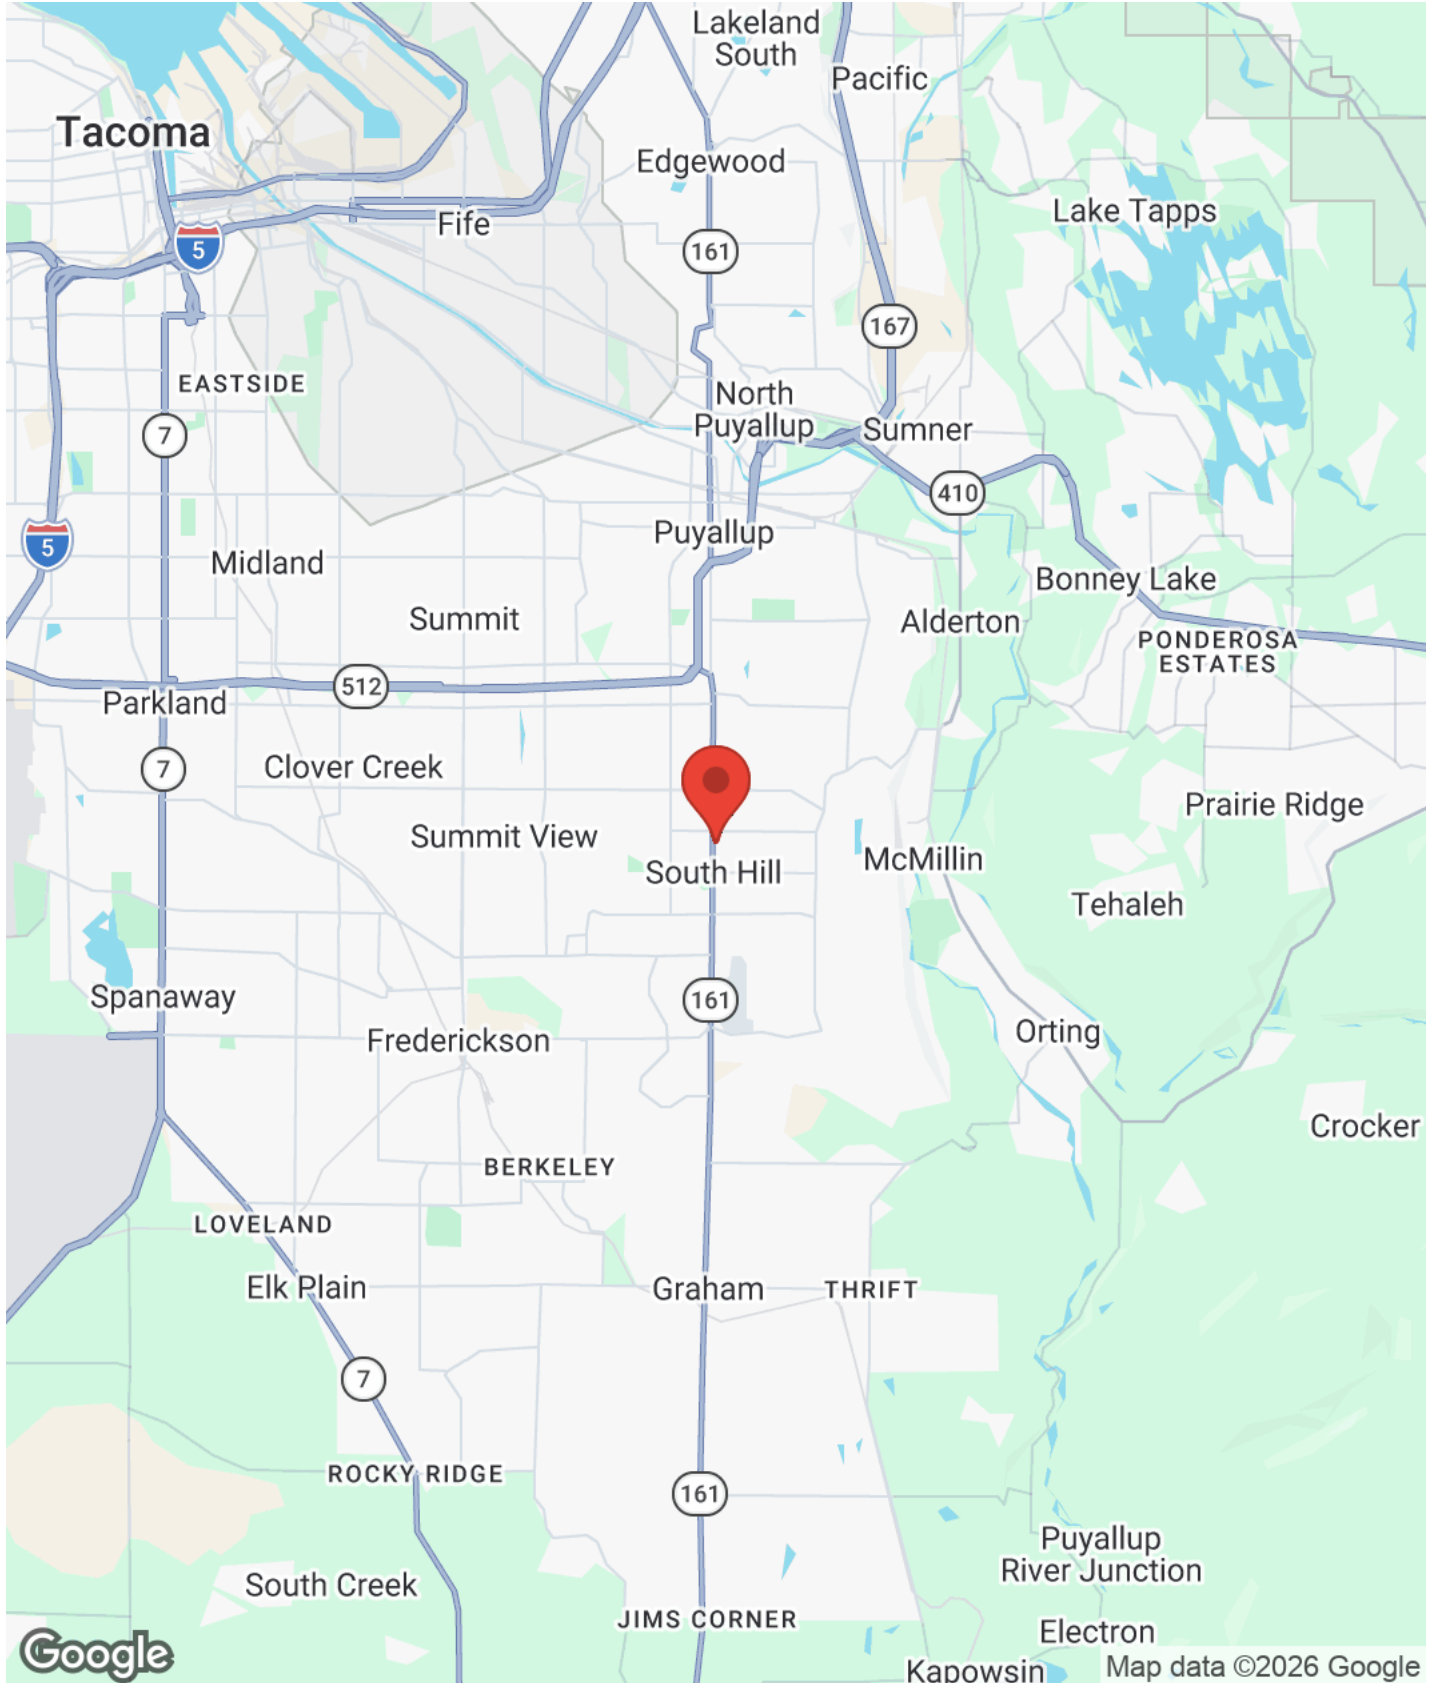 Lakeland
South
Pacific
Tacoma
Edgewood
Lake Tapps
Fife
5
161
167
EASTSIDE
North
Puyallup
7
Sumner
410
Puyallup
5
Midland
Bonney Lake
Summit
Alderton
PONDEROSA
ESTATES
512
Parkland
7
Clover Creek
Prairie Ridge
Summit View
South Hill
McMillin
Tehaleh
Spanaway
161
Frederickson
Orting
Crocker
BERKELEY
LOVELAND
Elk Plain
Graham
THRIFT
7
ROCKY RIDGE
161
Puyallup
River Junction
South Creek
JIMS CORNER
Electron
Google
Kapowsin
Map data ©2026 Google